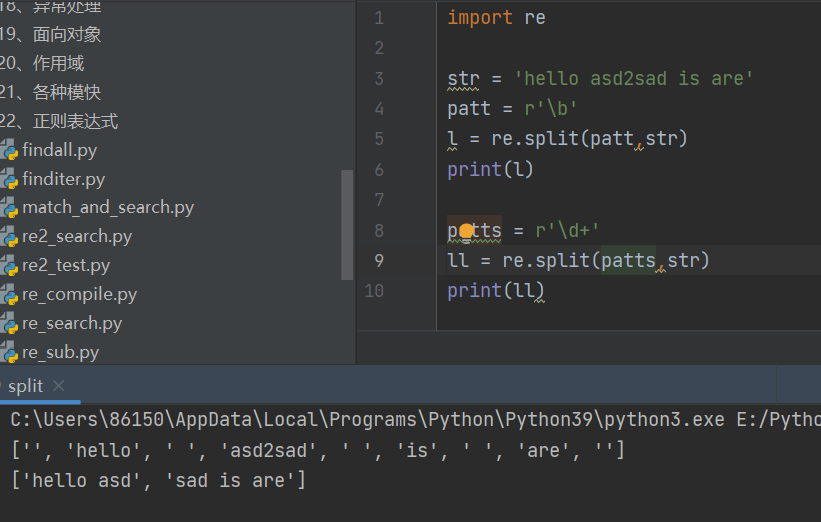 18、异常处理
19、面向对象
20、作用域
21、各种模快
22、正则表达式
findall.py
finditer.py
match_and_search.py
re2_search.py
re2_test.py
re_compile.py
re_search.py
re_sub.py
1 import re
2
3 str = 'hello asd2sad is are'
4 patt = r'\b'
5 l = re.split(patt,str)
6 print(l)
7
8 patts = r'\d+'
9 ll = re.split(patts,str)
10 print(ll)
split
C:\Users\86150\AppData\Local\Programs\Python\Python39\python3.exe E:/Pytho
['', 'hello', ' ', 'asd2sad', ' ', 'is', ' ', 'are', '']
['hello asd', 'sad is are']